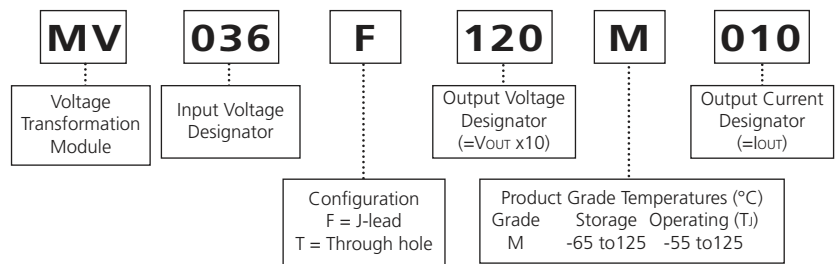 MV 036 F 120 M 010
Voltage
Transformation
Module
Input Voltage
Designator
Output Voltage
Designator
(=VOUT x10)
Output Current
Designator
(=IOUT)
Configuration
F = J-lead
T = Through hole
Product Grade Temperatures (°C)
Grade Storage Operating (TJ)
M -65 to125 -55 to125